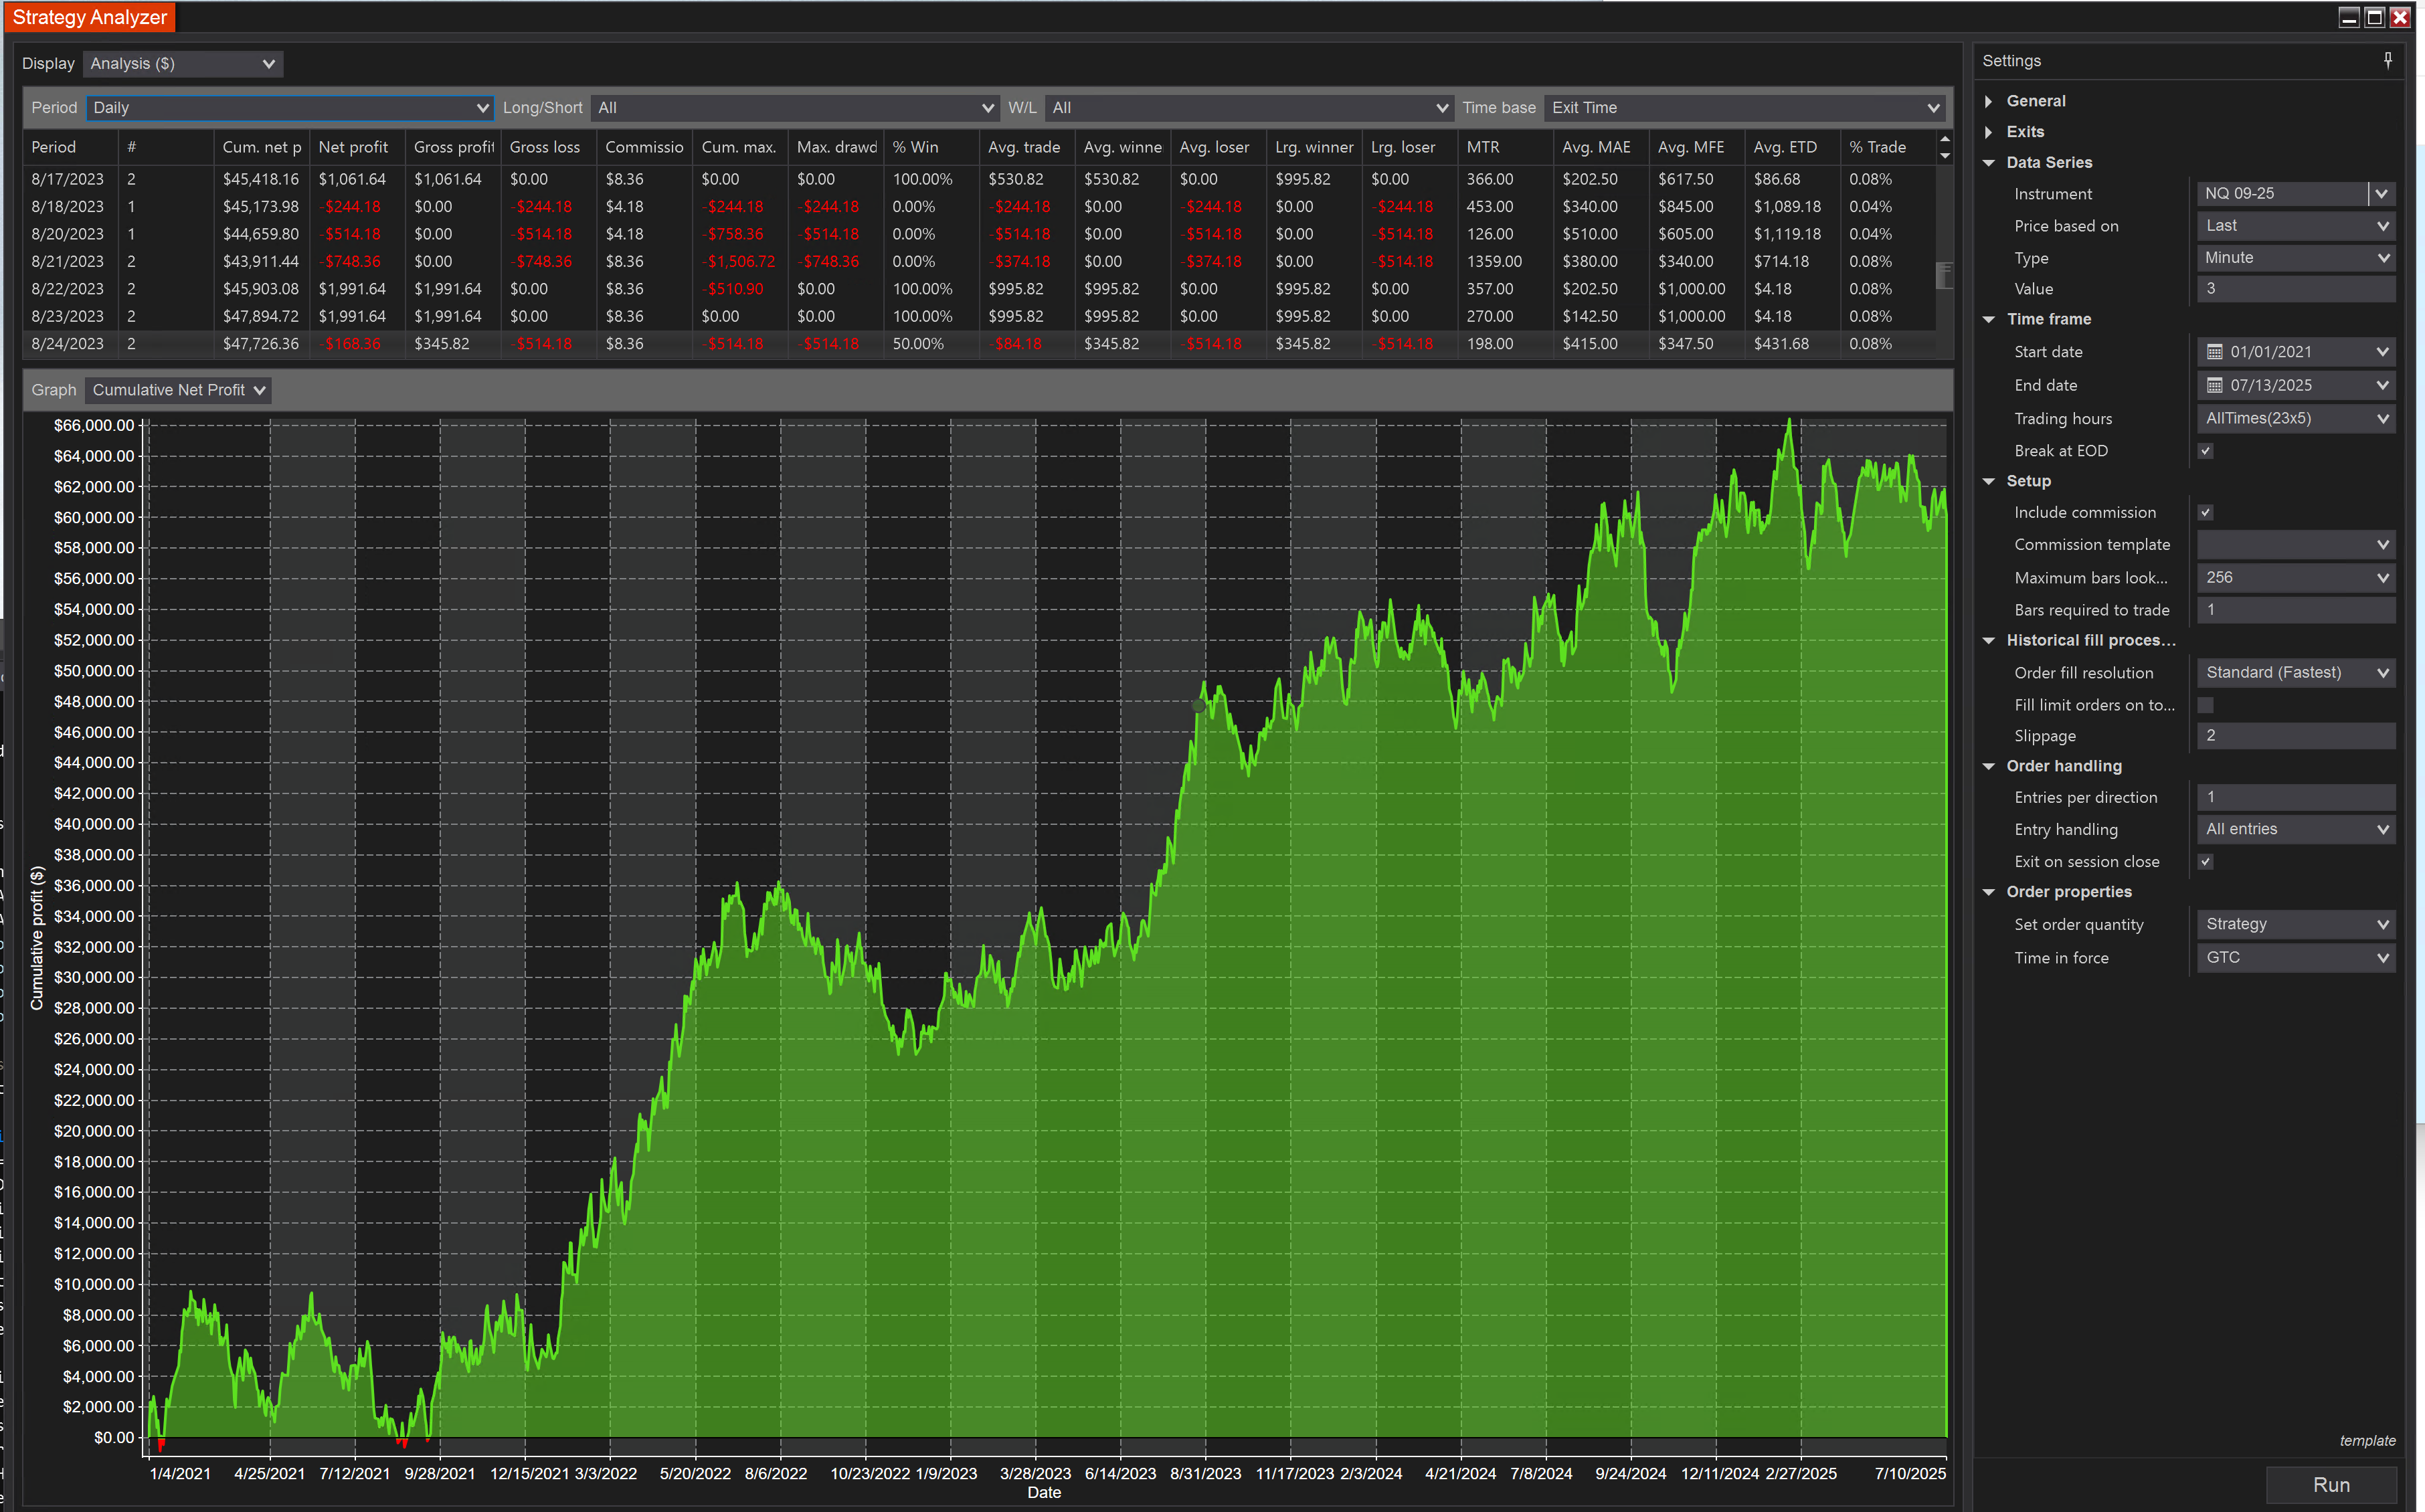 Strategy Analyzer
Display Analysis ($)
Period Daily Long/Short All W/L All Time base Exit Time
Period # Cum. net p Net profit Gross profit Gross loss Commissio Cum. max. Max. drawd % Win Avg. trade Avg. winne Avg. loser Lrg. winner Lrg. loser MTR Avg. MAE Avg. MFE Avg. ETD % Trade
8/17/2023 2 $45,418.16 $1,061.64 $1,061.64 $0.00 $8.36 $0.00 $0.00 100.00% $530.82 $530.82 $0.00 $995.82 $0.00 366.00 $202.50 $617.50 $86.68 0.08%
8/18/2023 1 $45,173.98 -$244.18 $0.00 -$244.18 $4.18 -$244.18 -$244.18 0.00% -$244.18 $0.00 -$244.18 $0.00 -$244.18 453.00 $340.00 $845.00 $1,089.18 0.04%
8/20/2023 1 $44,659.80 -$514.18 $0.00 -$514.18 $4.18 -$758.36 -$514.18 0.00% -$514.18 $0.00 -$514.18 $0.00 -$514.18 126.00 $510.00 $605.00 $1,119.18 0.04%
8/21/2023 2 $43,911.44 -$748.36 $0.00 -$748.36 $8.36 -$1,506.72 -$748.36 0.00% -$374.18 $0.00 -$374.18 $0.00 -$514.18 1359.00 $380.00 $340.00 $714.18 0.08%
8/22/2023 2 $45,903.08 $1,991.64 $1,991.64 $0.00 $8.36 -$510.90 $0.00 100.00% $995.82 $995.82 $0.00 $995.82 $0.00 357.00 $202.50 $1,000.00 $4.18 0.08%
8/23/2023 2 $47,894.72 $1,991.64 $1,991.64 $0.00 $8.36 $0.00 $0.00 100.00% $995.82 $995.82 $0.00 $995.82 $0.00 270.00 $142.50 $1,000.00 $4.18 0.08%
8/24/2023 2 $47,726.36 -$168.36 $345.82 -$514.18 $8.36 -$514.18 -$514.18 50.00% -$84.18 $345.82 -$514.18 $345.82 -$514.18 198.00 $415.00 $347.50 $431.68 0.08%
Graph Cumulative Net Profit
$66,000.00
$64,000.00
$62,000.00
$60,000.00
$58,000.00
$56,000.00
$54,000.00
$52,000.00
$50,000.00
$48,000.00
$46,000.00
$44,000.00
$42,000.00
$40,000.00
$38,000.00
$36,000.00
$34,000.00
$32,000.00
$30,000.00
$28,000.00
$26,000.00
$24,000.00
$22,000.00
$20,000.00
$18,000.00
$16,000.00
$14,000.00
$12,000.00
$10,000.00
$8,000.00
$6,000.00
$4,000.00
$2,000.00
$0.00
Cumulative profit ($)
1/4/2021 4/25/2021 7/12/2021 9/28/2021 12/15/2021 3/3/2022 5/20/2022 8/6/2022 10/23/2022 1/9/2023 3/28/2023 6/14/2023 8/31/2023 11/17/2023 2/3/2024 4/21/2024 7/8/2024 9/24/2024 12/11/2024 2/27/2025 7/10/2025
Date
Settings
General
Exits
Data Series
Instrument NQ 09-25
Price based on Last
Type Minute
Value 3
Time frame
Start date 01/01/2021
End date 07/13/2025
Trading hours AllTimes(23x5)
Break at EOD
Setup
Include commission
Commission template
Maximum bars look... 256
Bars required to trade 1
Historical fill proces...
Order fill resolution Standard (Fastest)
Fill limit orders on to...
Slippage 2
Order handling
Entries per direction 1
Entry handling All entries
Exit on session close
Order properties
Set order quantity Strategy
Time in force GTC
template
Run